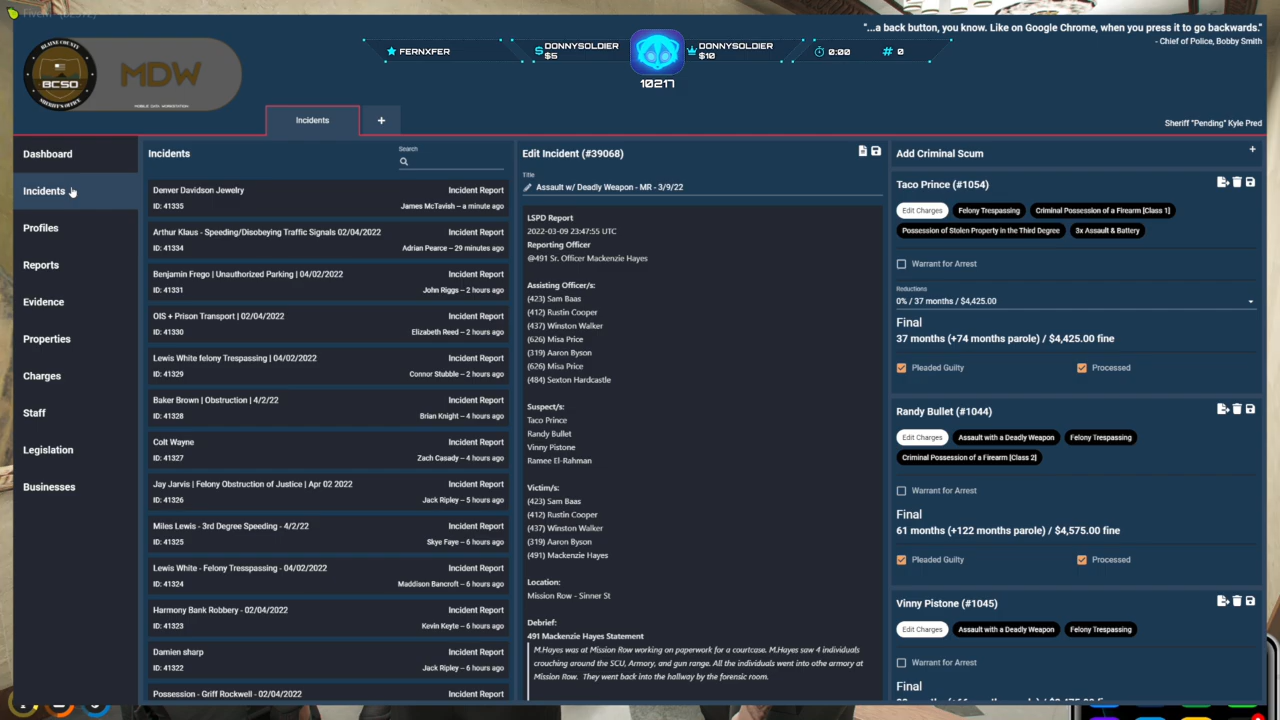 "...a back button, you know. Like on Google Chrome, when you press it to go backwards."
- Chief of Police, Bobby Smith
BLAINE COUNTY
BCSO
SHERIFF'S OFFICE
MDW
MOBILE DATA WORKSTATION
FERNXFER
DONNYSOLDIER
$5
DONNYSOLDIER
$10
0:00
# 0
10217
Incidents
+
Sheriff "Pending" Kyle Pred
Dashboard
Incidents
Profiles
Reports
Evidence
Properties
Charges
Staff
Legislation
Businesses
Incidents
Search
Denver Davidson Jewelry Incident Report
ID: 41335 James McTavish – a minute ago
Arthur Klaus - Speeding/Disobeying Traffic Signals 02/04/2022 Incident Report
ID: 41334 Adrian Pearce – 29 minutes ago
Benjamin Frego | Unauthorized Parking | 04/02/2022 Incident Report
ID: 41331 John Riggs – 2 hours ago
OIS + Prison Transport | 02/04/2022 Incident Report
ID: 41330 Elizabeth Reed – 2 hours ago
Lewis White felony Trespassing | 04/02/2022 Incident Report
ID: 41329 Connor Stubble – 2 hours ago
Baker Brown | Obstruction | 4/2/22 Incident Report
ID: 41328 Brian Knight – 4 hours ago
Colt Wayne Incident Report
ID: 41327 Zach Casady – 4 hours ago
Jay Jarvis | Felony Obstruction of Justice | Apr 02 2022 Incident Report
ID: 41326 Jack Ripley – 5 hours ago
Miles Lewis - 3rd Degree Speeding - 4/2/22 Incident Report
ID: 41325 Skye Faye – 6 hours ago
Lewis White - Felony Tresspassing - 04/02/2022 Incident Report
ID: 41324 Maddison Bancroft – 6 hours ago
Harmony Bank Robbery - 02/04/2022 Incident Report
ID: 41323 Kevin Keyte – 6 hours ago
Damien sharp Incident Report
ID: 41322 Jack Ripley – 6 hours ago
Possession - Griff Rockwell - 02/04/2022 Incident Report
Edit Incident (#39068)
Title
Assault w/ Deadly Weapon - MR - 3/9/22
LSPD Report
2022-03-09 23:47:55 UTC
Reporting Officer
@491 Sr. Officer Mackenzie Hayes
Assisting Officer/s:
(423) Sam Baas
(412) Rustin Cooper
(437) Winston Walker
(626) Misa Price
(319) Aaron Byson
(626) Misa Price
(484) Sexton Hardcastle
Suspect/s:
Taco Prince
Randy Bullet
Vinny Pistone
Ramee El-Rahman
Victim/s:
(423) Sam Baas
(412) Rustin Cooper
(437) Winston Walker
(319) Aaron Byson
(491) Mackenzie Hayes
Location:
Mission Row - Sinner St
Debrief:
491 Mackenzie Hayes Statement
M.Hayes was at Mission Row working on paperwork for a courtcase. M.Hayes saw 4 individuals
crouching around the SCU, Armory, and gun range. All the individuals went into othe armory at
Mission Row. They went back into the hallway by the forensic room.
Add Criminal Scum
+
Taco Prince (#1054)
Edit Charges Felony Trespassing Criminal Possession of a Firearm [Class 1]
Possession of Stolen Property in the Third Degree 3x Assault & Battery
Warrant for Arrest
Reductions
0% / 37 months / $4,425.00
Final
37 months (+74 months parole) / $4,425.00 fine
Pleaded Guilty Processed
Randy Bullet (#1044)
Edit Charges Assault with a Deadly Weapon Felony Trespassing
Criminal Possession of a Firearm [Class 2]
Warrant for Arrest
Final
61 months (+122 months parole) / $4,575.00 fine
Pleaded Guilty Processed
Vinny Pistone (#1045)
Edit Charges Assault with a Deadly Weapon Felony Trespassing
Warrant for Arrest
Final